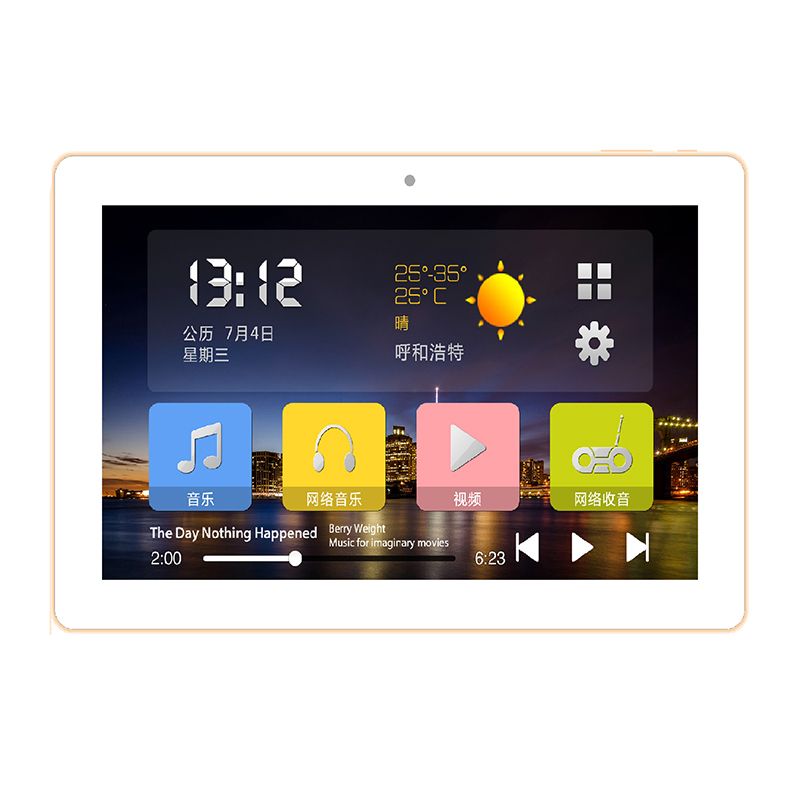 13:12
公历 7月4日
星期三
25°-35°
25°C
晴
呼和浩特
音乐
网络音乐
视频
网络收音
The Day Nothing Happened
Berry Weight
Music for imaginary movies
2:00
6:23